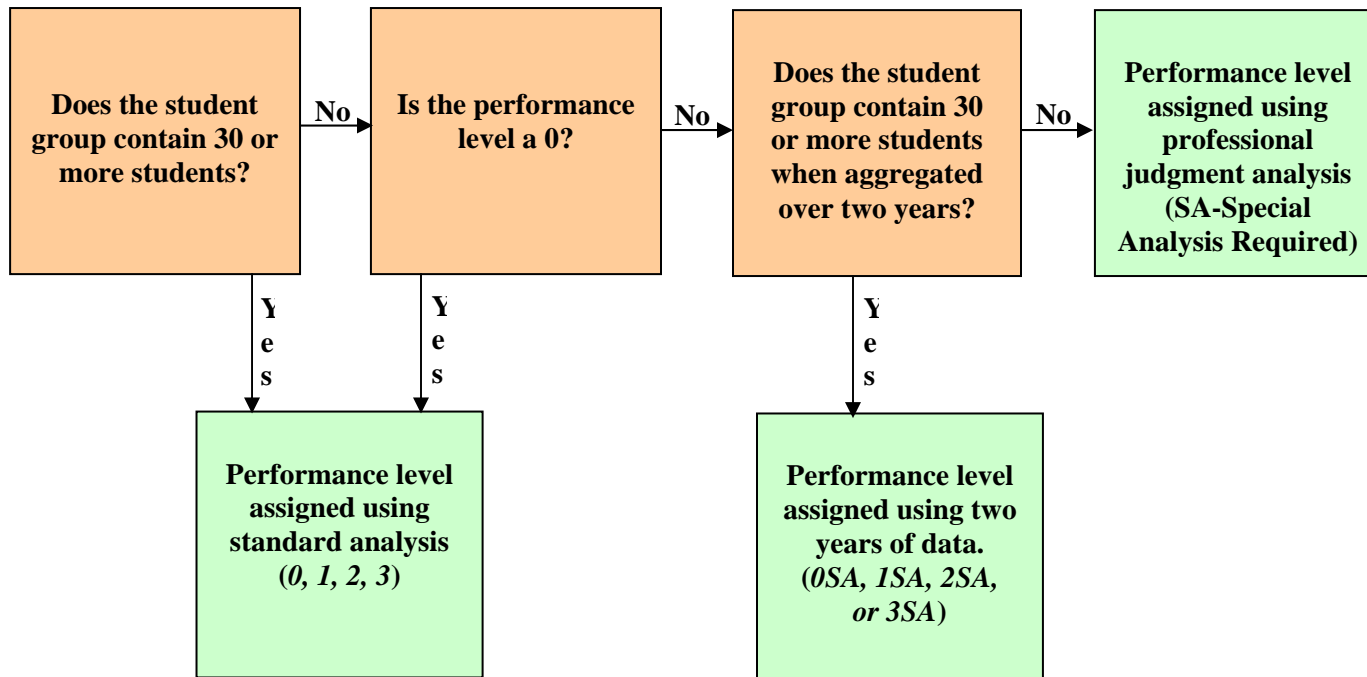 Does the student
group contain 30 or
more students?
No
Is the performance
level a 0?
No
Does the student
group contain 30
or more students
when aggregated
over two years?
No
Performance level
assigned using
professional
judgment analysis
(SA-Special
Analysis Required)
Yes
Yes
Yes
Performance level
assigned using
standard analysis
(0, 1, 2, 3)
Performance level
assigned using two
years of data.
(0SA, 1SA, 2SA,
or 3SA)